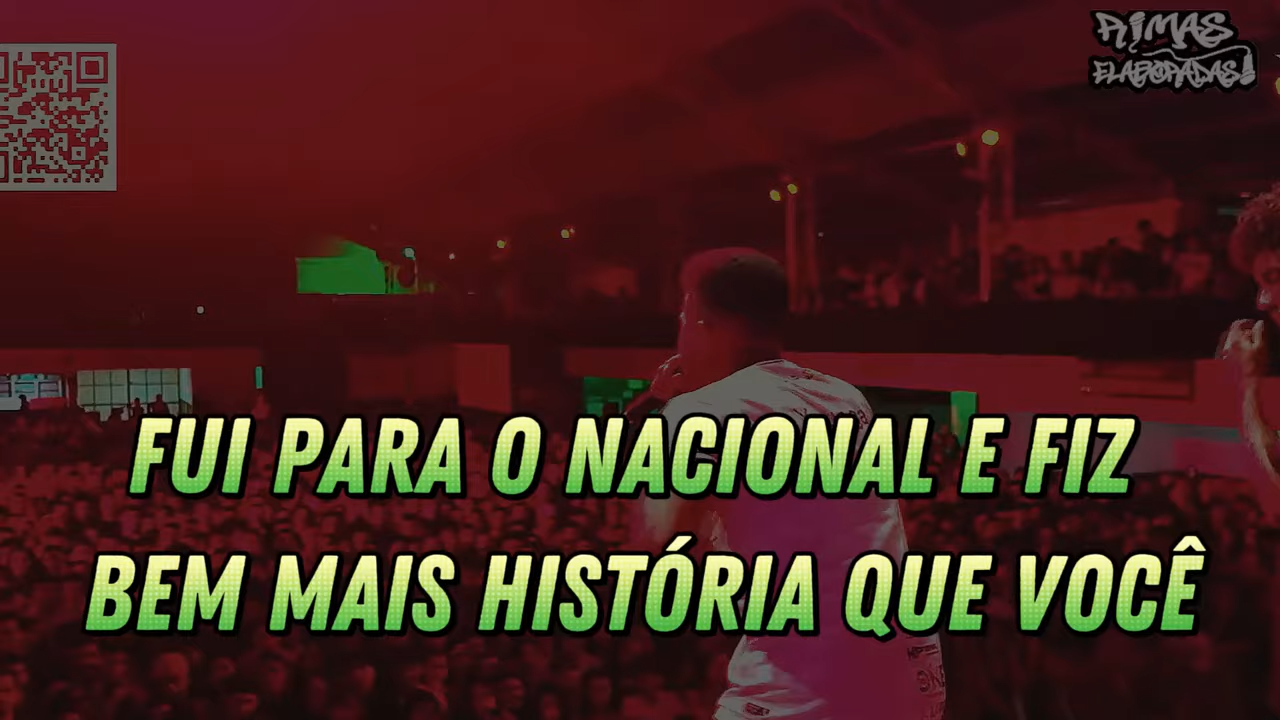 RIMAS
ELABORADAS
FUI PARA O NACIONAL E FIZ
BEM MAIS HISTÓRIA QUE VOCÊ